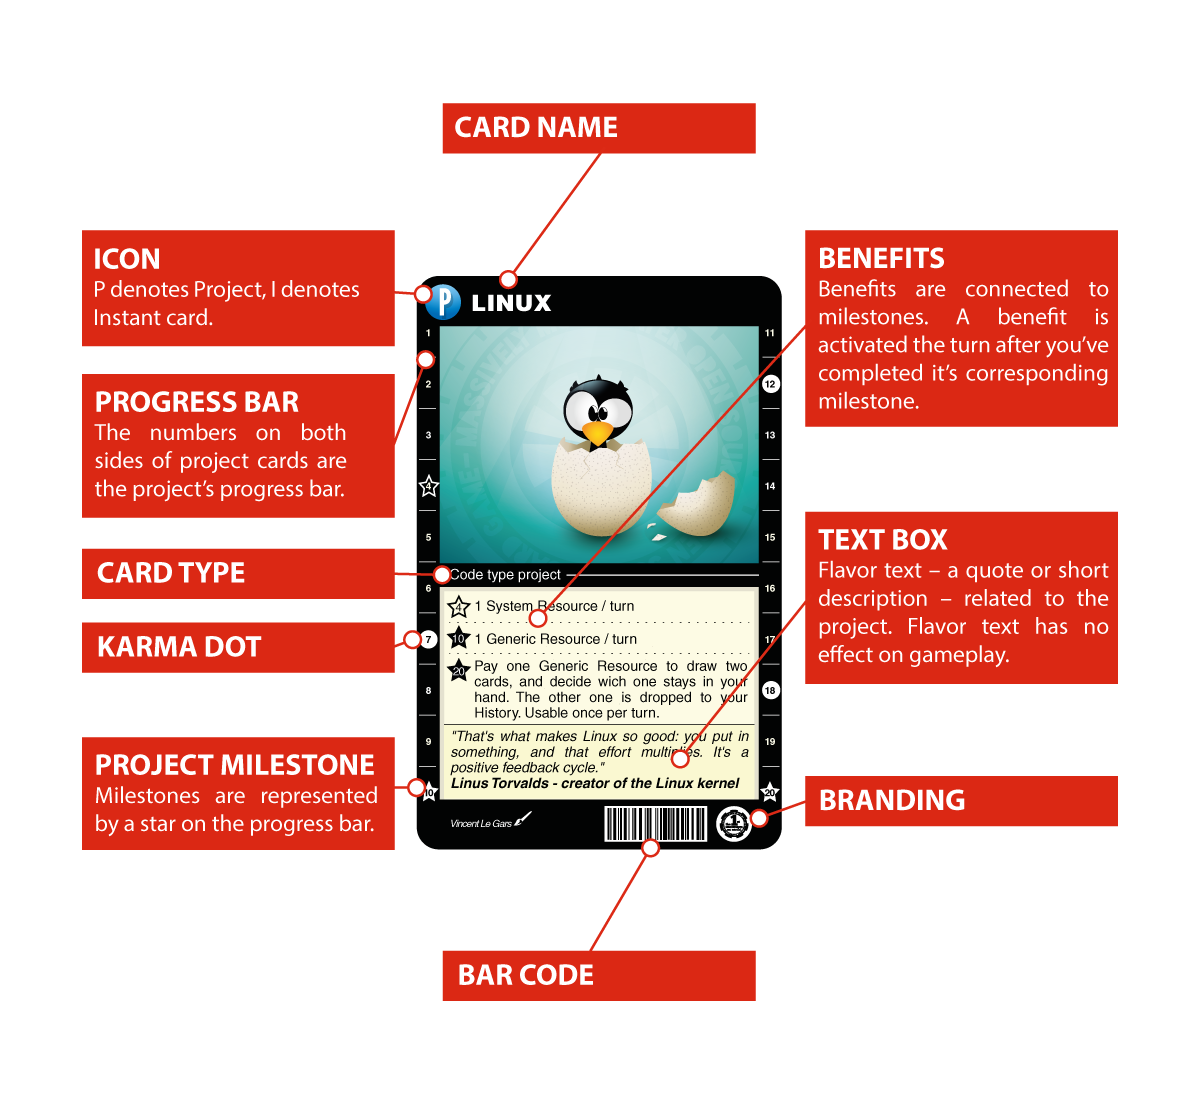 CARD NAME
ICON
P denotes Project, I denotes
Instant card.
PROGRESS BAR
The numbers on both
sides of project cards are
the project's progress bar.
CARD TYPE
KARMA DOT
PROJECT MILESTONE
Milestones are represented
by a star on the progress bar.
P LINUX
1
2
3
4
5
6
7
8
9
10
11
12
13
14
15
16
17
18
19
20
Code type project
4 1 System Resource / turn
10 1 Generic Resource / turn
20 Pay one Generic Resource to draw two
cards, and decide wich one stays in your
hand. The other one is dropped to your
History. Usable once per turn.
"That's what makes Linux so good: you put in
something, and that effort multiplies. It's a
positive feedback cycle."
Linus Torvalds - creator of the Linux kernel
Vincent Le Gars
1
BENEFITS
Benefits are connected to
milestones. A benefit is
activated the turn after you've
completed it's corresponding
milestone.
TEXT BOX
Flavor text – a quote or short
description – related to the
project. Flavor text has no
effect on gameplay.
BRANDING
BAR CODE